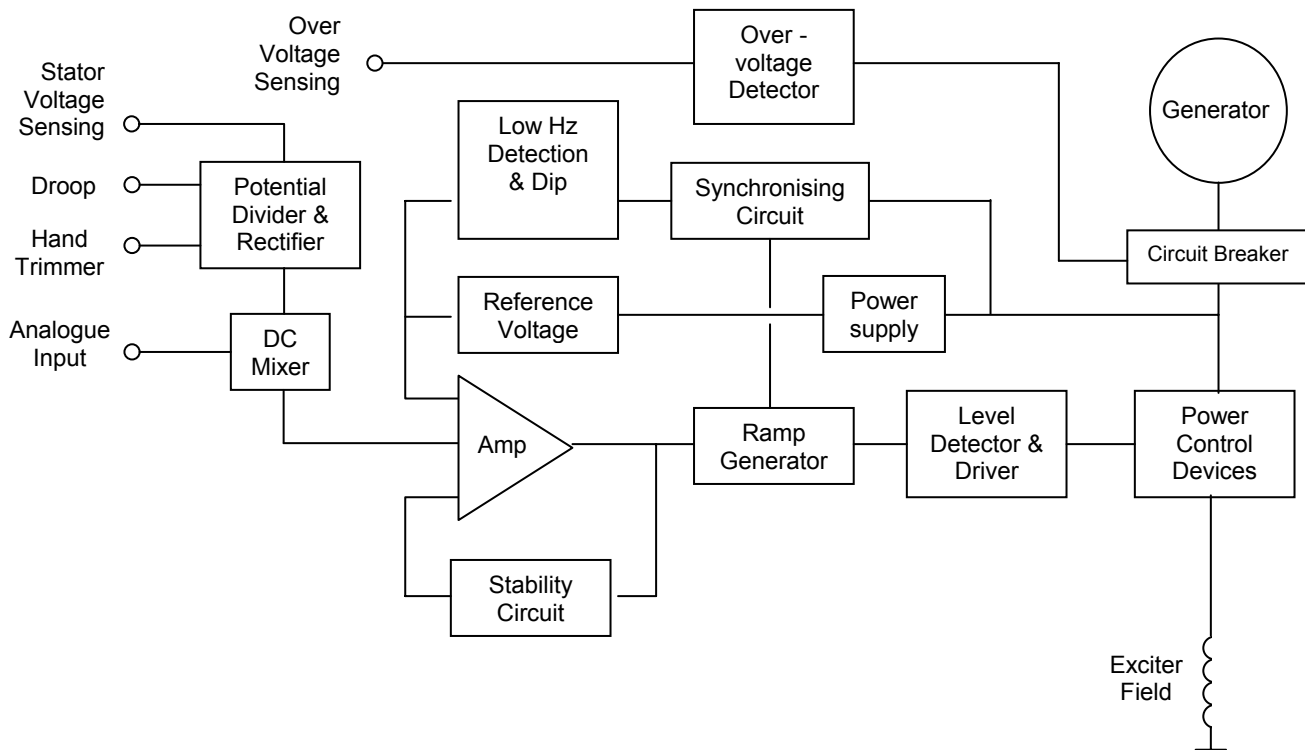 Over
Voltage
Sensing
Over -
voltage
Detector
Generator
Stator
Voltage
Sensing
Low Hz
Detection
& Dip
Droop
Potential
Divider &
Rectifier
Synchronising
Circuit
Hand
Trimmer
Circuit Breaker
Analogue
Input
DC
Mixer
Reference
Voltage
Power
supply
Amp
Ramp
Generator
Level
Detector &
Driver
Power
Control
Devices
Stability
Circuit
Exciter
Field